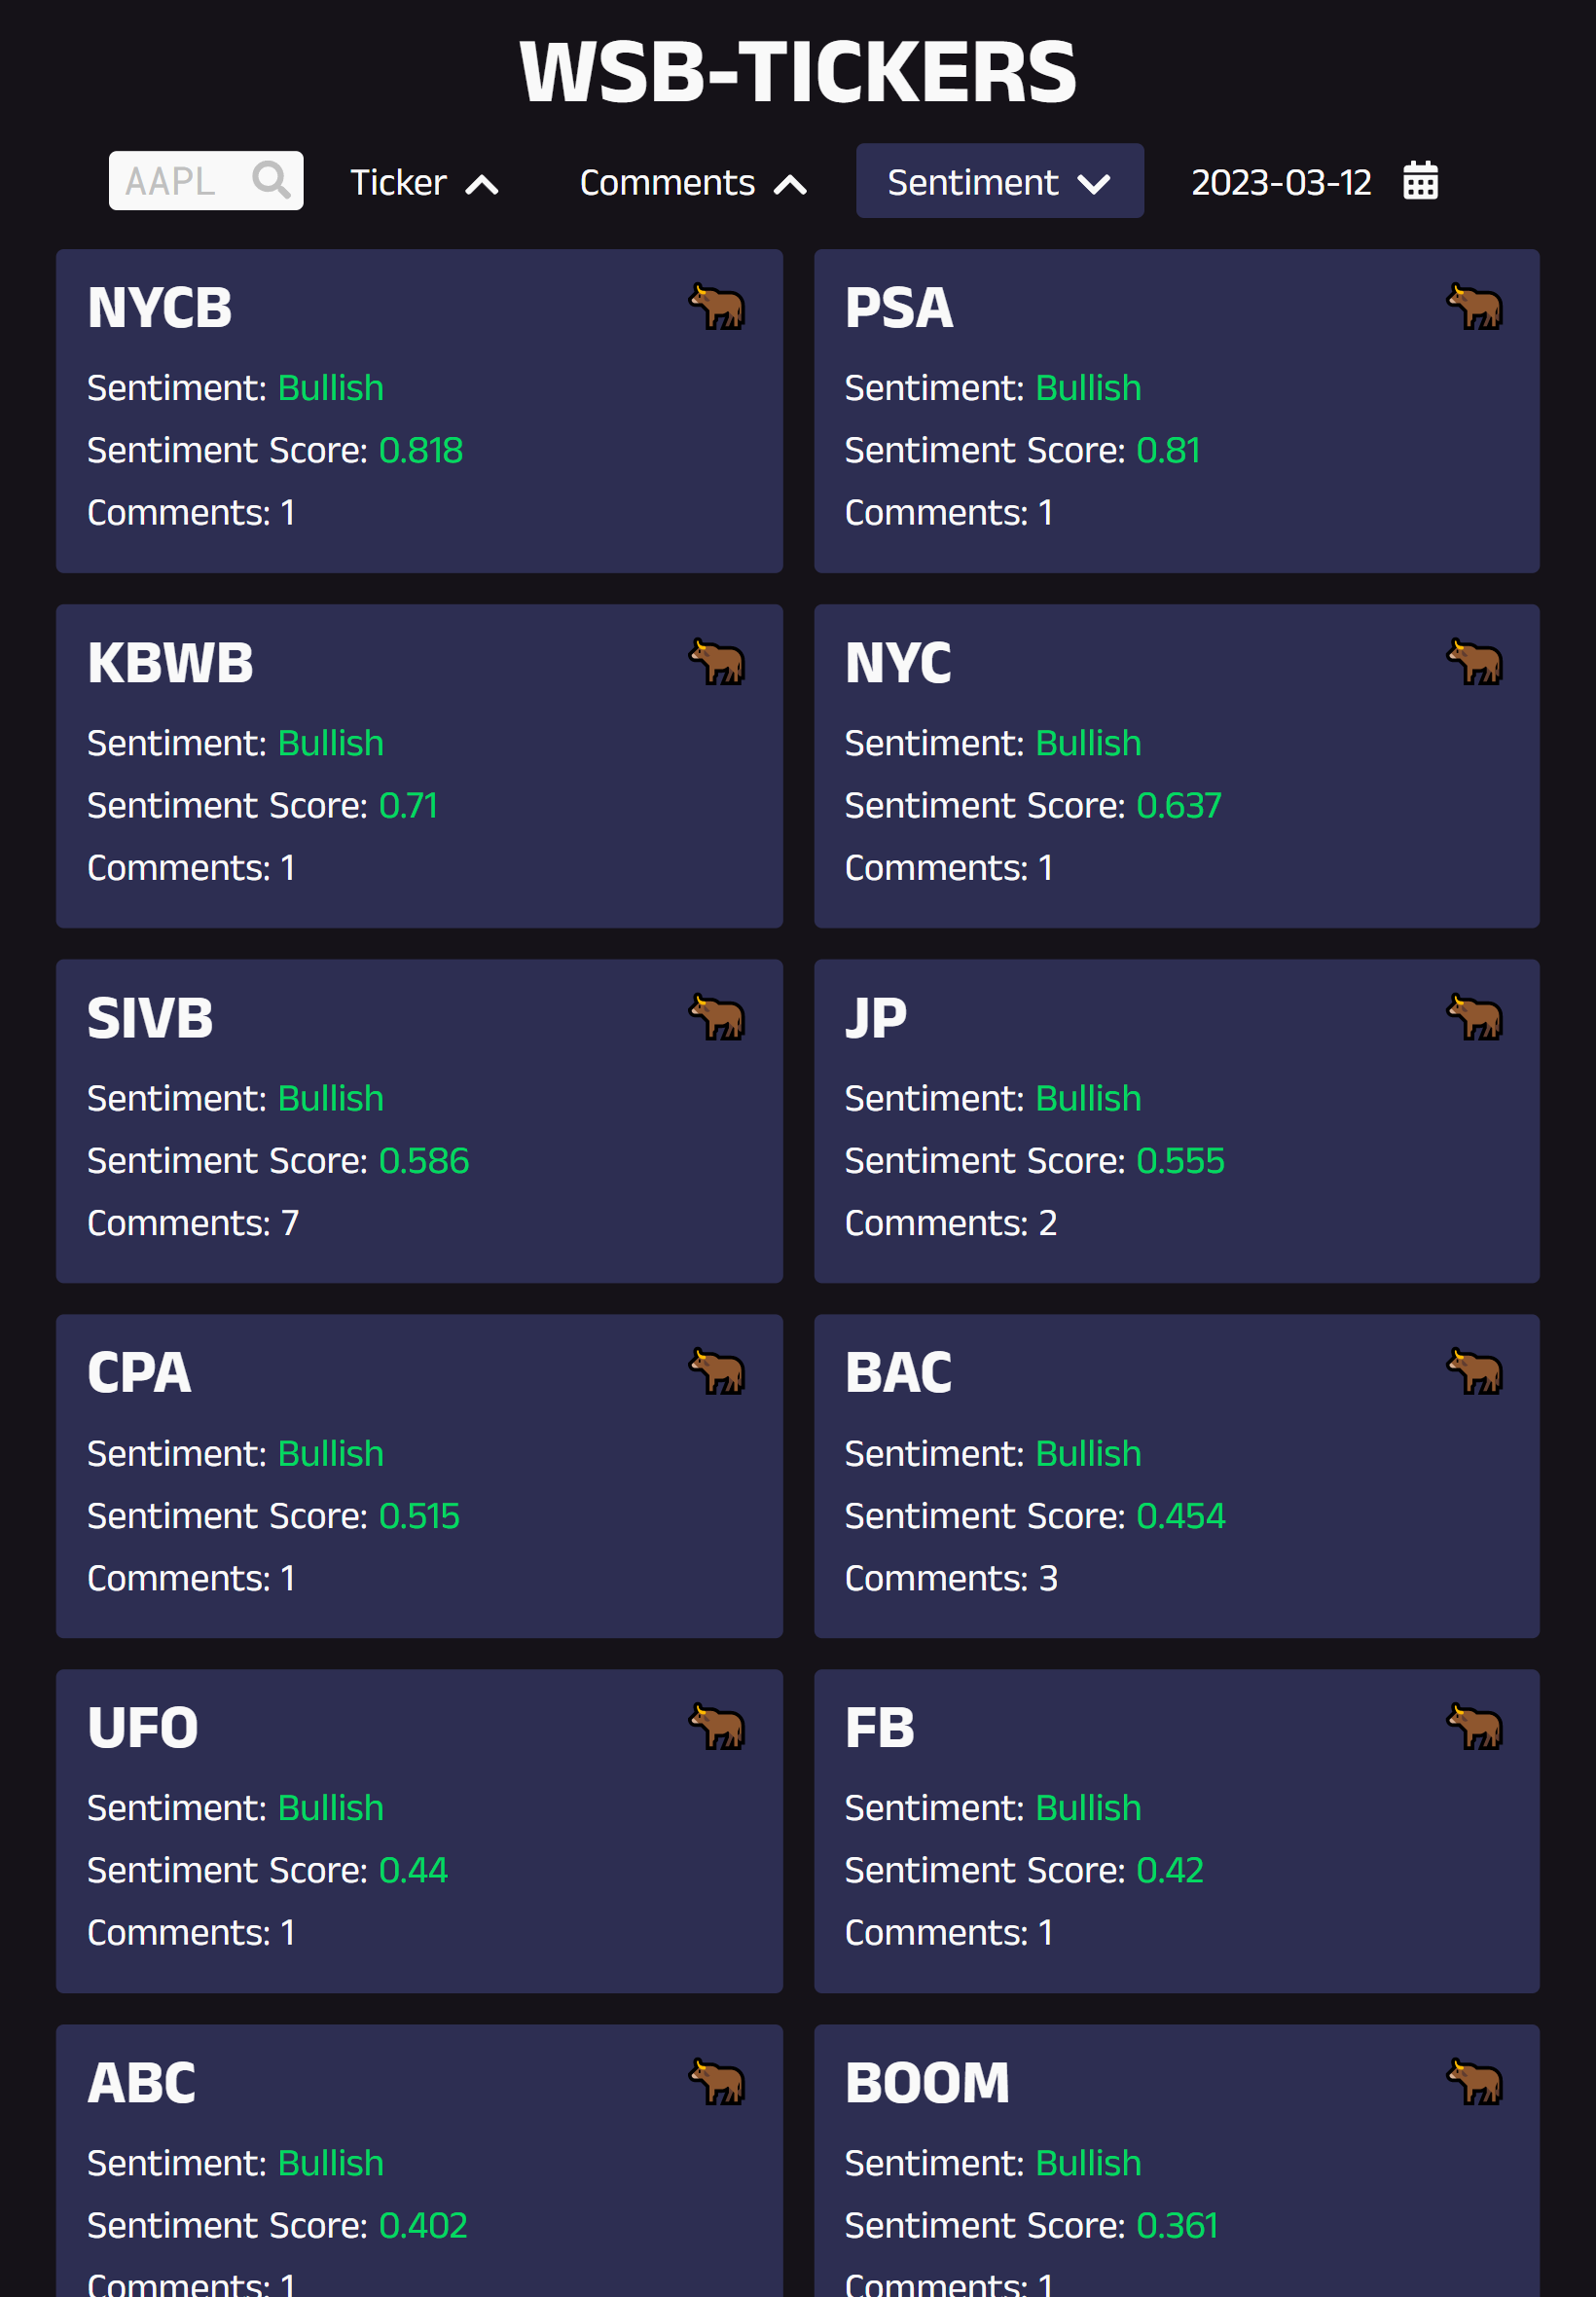 WSB-TICKERS
AAPL Ticker Comments Sentiment 2023-03-12
NYCB
Sentiment: Bullish
Sentiment Score: 0.818
Comments: 1
PSA
Sentiment: Bullish
Sentiment Score: 0.81
Comments: 1
KBWB
Sentiment: Bullish
Sentiment Score: 0.71
Comments: 1
NYC
Sentiment: Bullish
Sentiment Score: 0.637
Comments: 1
SIVB
Sentiment: Bullish
Sentiment Score: 0.586
Comments: 7
JP
Sentiment: Bullish
Sentiment Score: 0.555
Comments: 2
CPA
Sentiment: Bullish
Sentiment Score: 0.515
Comments: 1
BAC
Sentiment: Bullish
Sentiment Score: 0.454
Comments: 3
UFO
Sentiment: Bullish
Sentiment Score: 0.44
Comments: 1
FB
Sentiment: Bullish
Sentiment Score: 0.42
Comments: 1
ABC
Sentiment: Bullish
Sentiment Score: 0.402
Comments: 1
BOOM
Sentiment: Bullish
Sentiment Score: 0.361
Comments: 1